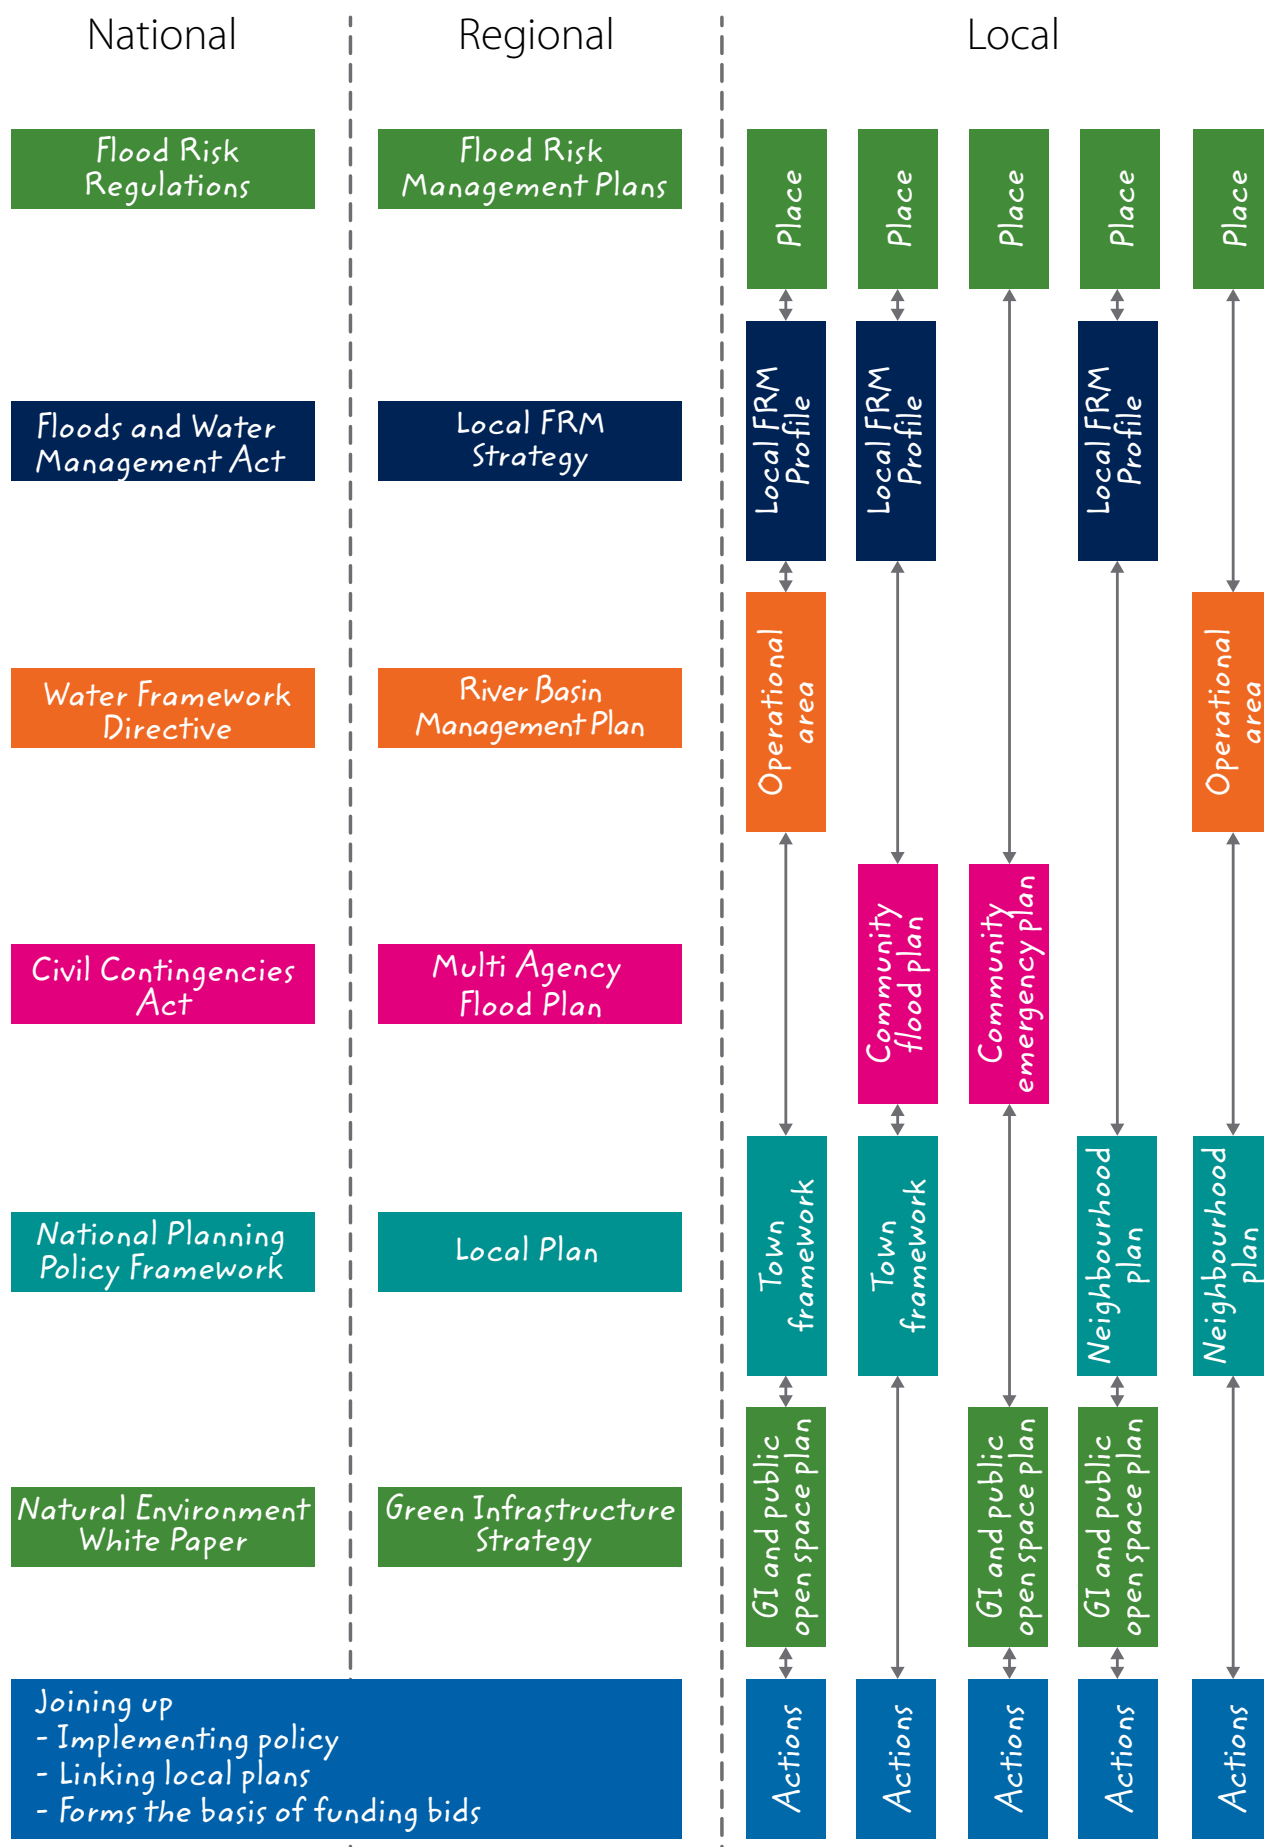 National
Regional
Local
Flood Risk
Regulations
Flood Risk
Management Plans
Place
Place
Place
Place
Place
Floods and Water
Management Act
Local FRM
Strategy
Local FRM
Profile
Local FRM
Profile
Local FRM
Profile
Water Framework
Directive
River Basin
Management Plan
Operational
area
Operational
area
Civil Contingencies
Act
Multi Agency
Flood Plan
Community
flood plan
Community
emergency plan
National Planning
Policy Framework
Local Plan
Town
framework
Town
framework
Neighbourhood
plan
Neighbourhood
plan
Natural Environment
White Paper
Green Infrastructure
Strategy
GI and public
open space plan
GI and public
open space plan
GI and public
open space plan
Joining up
- Implementing policy
- Linking local plans
- Forms the basis of funding bids
Actions
Actions
Actions
Actions
Actions